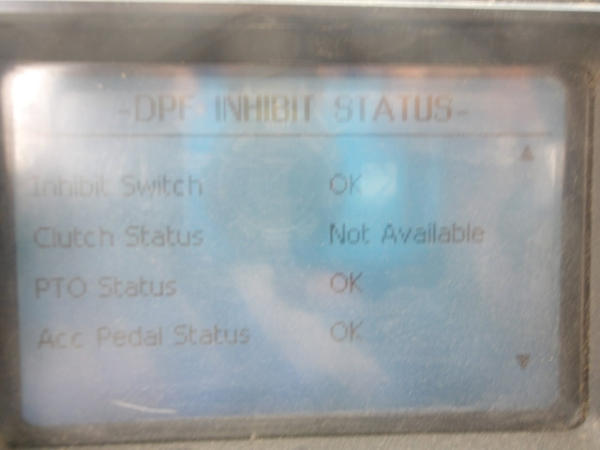 -DPF INHIBIT STATUS-
Inhibit Switch OK
Clutch Status Not Available
PTO Status OK
Acc Pedal Status OK